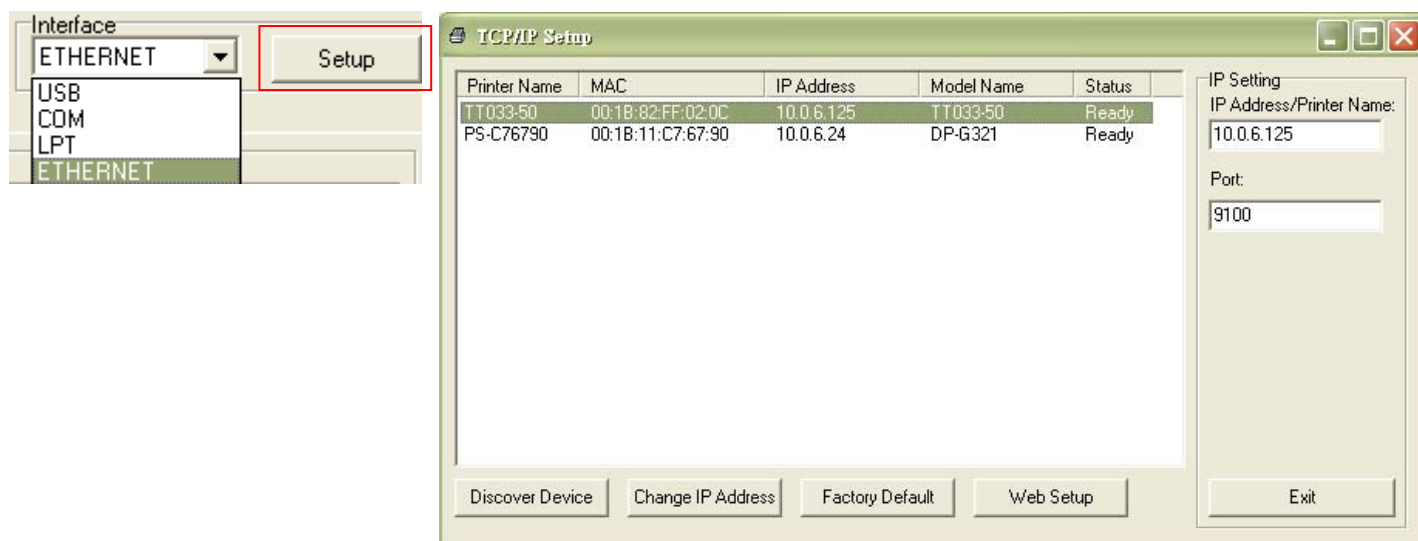 Interface
ETHERNET
Setup
USB
COM
LPT
ETHERNET
TCP/IP Setup
Printer Name MAC IP Address Model Name Status
TT033-50 00:1B:82:FF:02:0C 10.0.6.125 TT033-50 Ready
PS-C76790 00:1B:11:C7:67:90 10.0.6.24 DP-G321 Ready
IP Setting
IP Address/Printer Name:
10.0.6.125
Port:
9100
Discover Device Change IP Address Factory Default Web Setup Exit